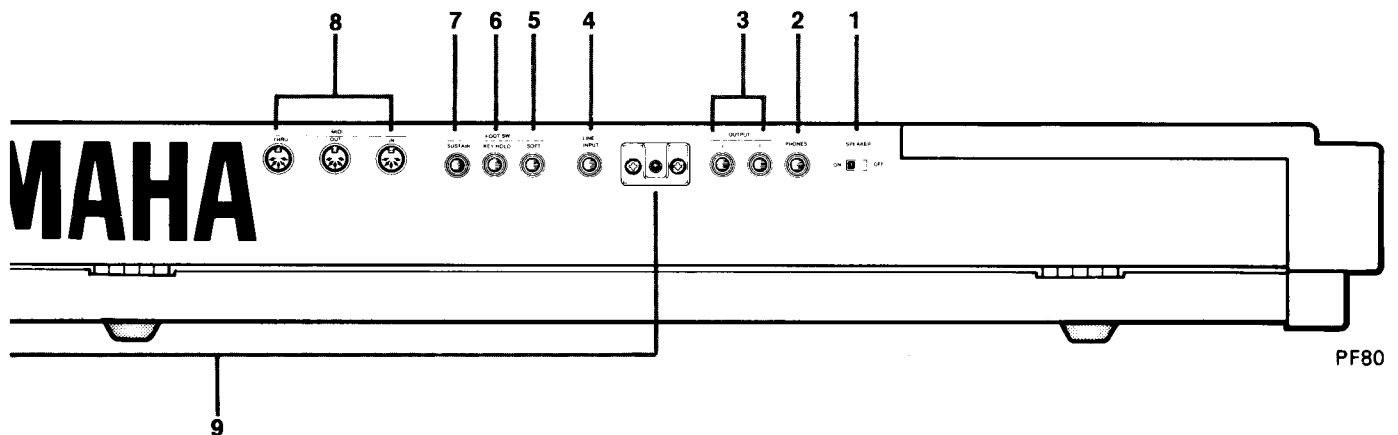 8 7 6 5 4 3 2 1
MIDI FOOT SW LINE OUTPUT
THRU OUT IN SUSTAIN KEY HOLD SOFT INPUT PHONES SPEAKER
ON OFF
MAHA
PF80
9